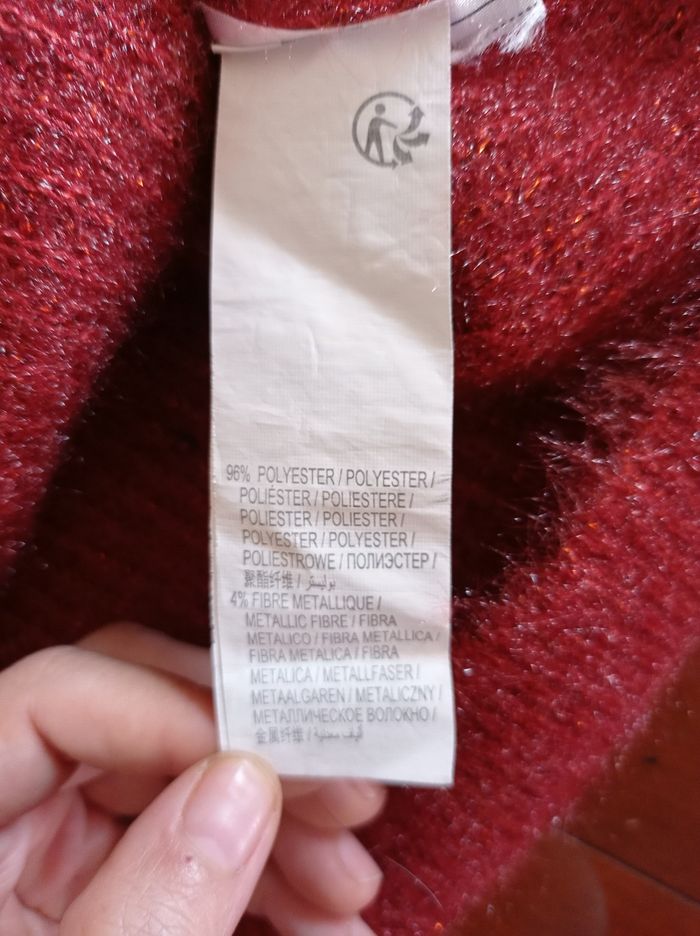 96% POLYESTER / POLYESTER /
POLIÉSTER / POLIESTERE /
POLIESTER / POLIESTER /
POLYESTER / POLYESTER /
POLIESTROWE / ПОЛИЭСТЕР /
聚酯纤维 / بوليستر
4% FIBRE METALLIQUE /
METALLIC FIBRE / FIBRA
METALICO / FIBRA METALLICA /
FIBRA METALICA / FIBRA
METALICA / METALLFASER /
METAALGAREN / METALICZNY /
МЕТАЛЛИЧЕСКОЕ ВОЛОКНО /
金属纤维 / ألياف معدنية